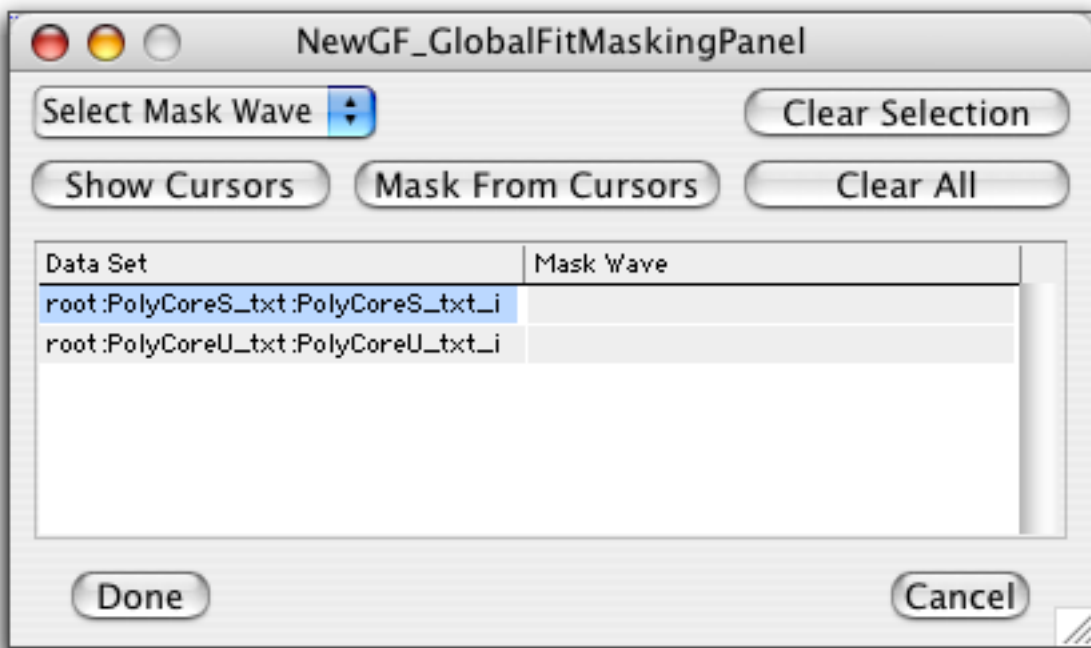 NewGF_GlobalFitMaskingPanel
Select Mask Wave Clear Selection
Show Cursors Mask From Cursors Clear All
Data Set Mask Wave
root:PolyCoreS_txt:PolyCoreS_txt_i
root:PolyCoreU_txt:PolyCoreU_txt_i
Done Cancel